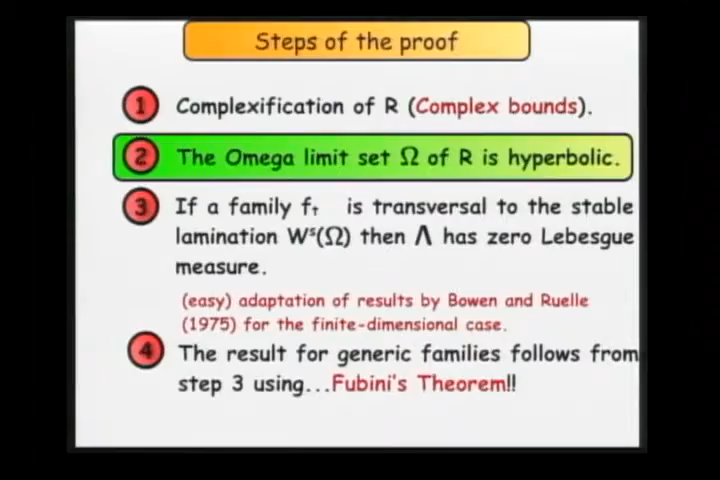 Steps of the proof
1 Complexification of R (Complex bounds).
2 The Omega limit set Ω of R is hyperbolic.
3 If a family fₜ is transversal to the stable
lamination Wˢ(Ω) then Λ has zero Lebesgue
measure.
(easy) adaptation of results by Bowen and Ruelle
(1975) for the finite-dimensional case.
4 The result for generic families follows from
step 3 using...Fubini's Theorem!!